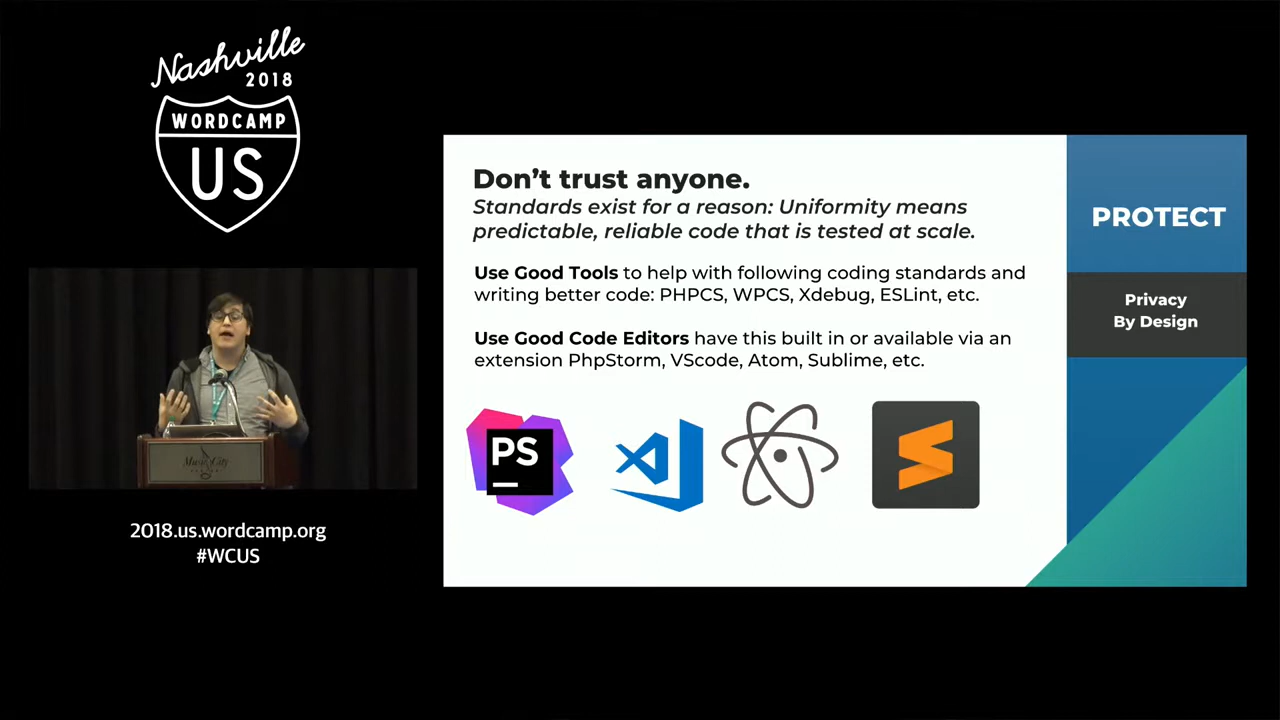 Nashville
2018
WORDCAMP
US
Don't trust anyone.
Standards exist for a reason: Uniformity means
predictable, reliable code that is tested at scale.
Use Good Tools to help with following coding standards and
writing better code: PHPCS, WPCS, Xdebug, ESLint, etc.
Use Good Code Editors have this built in or available via an
extension PhpStorm, VScode, Atom, Sublime, etc.
PS
PROTECT
Privacy
By Design
Music City
2018.us.wordcamp.org
#WCUS